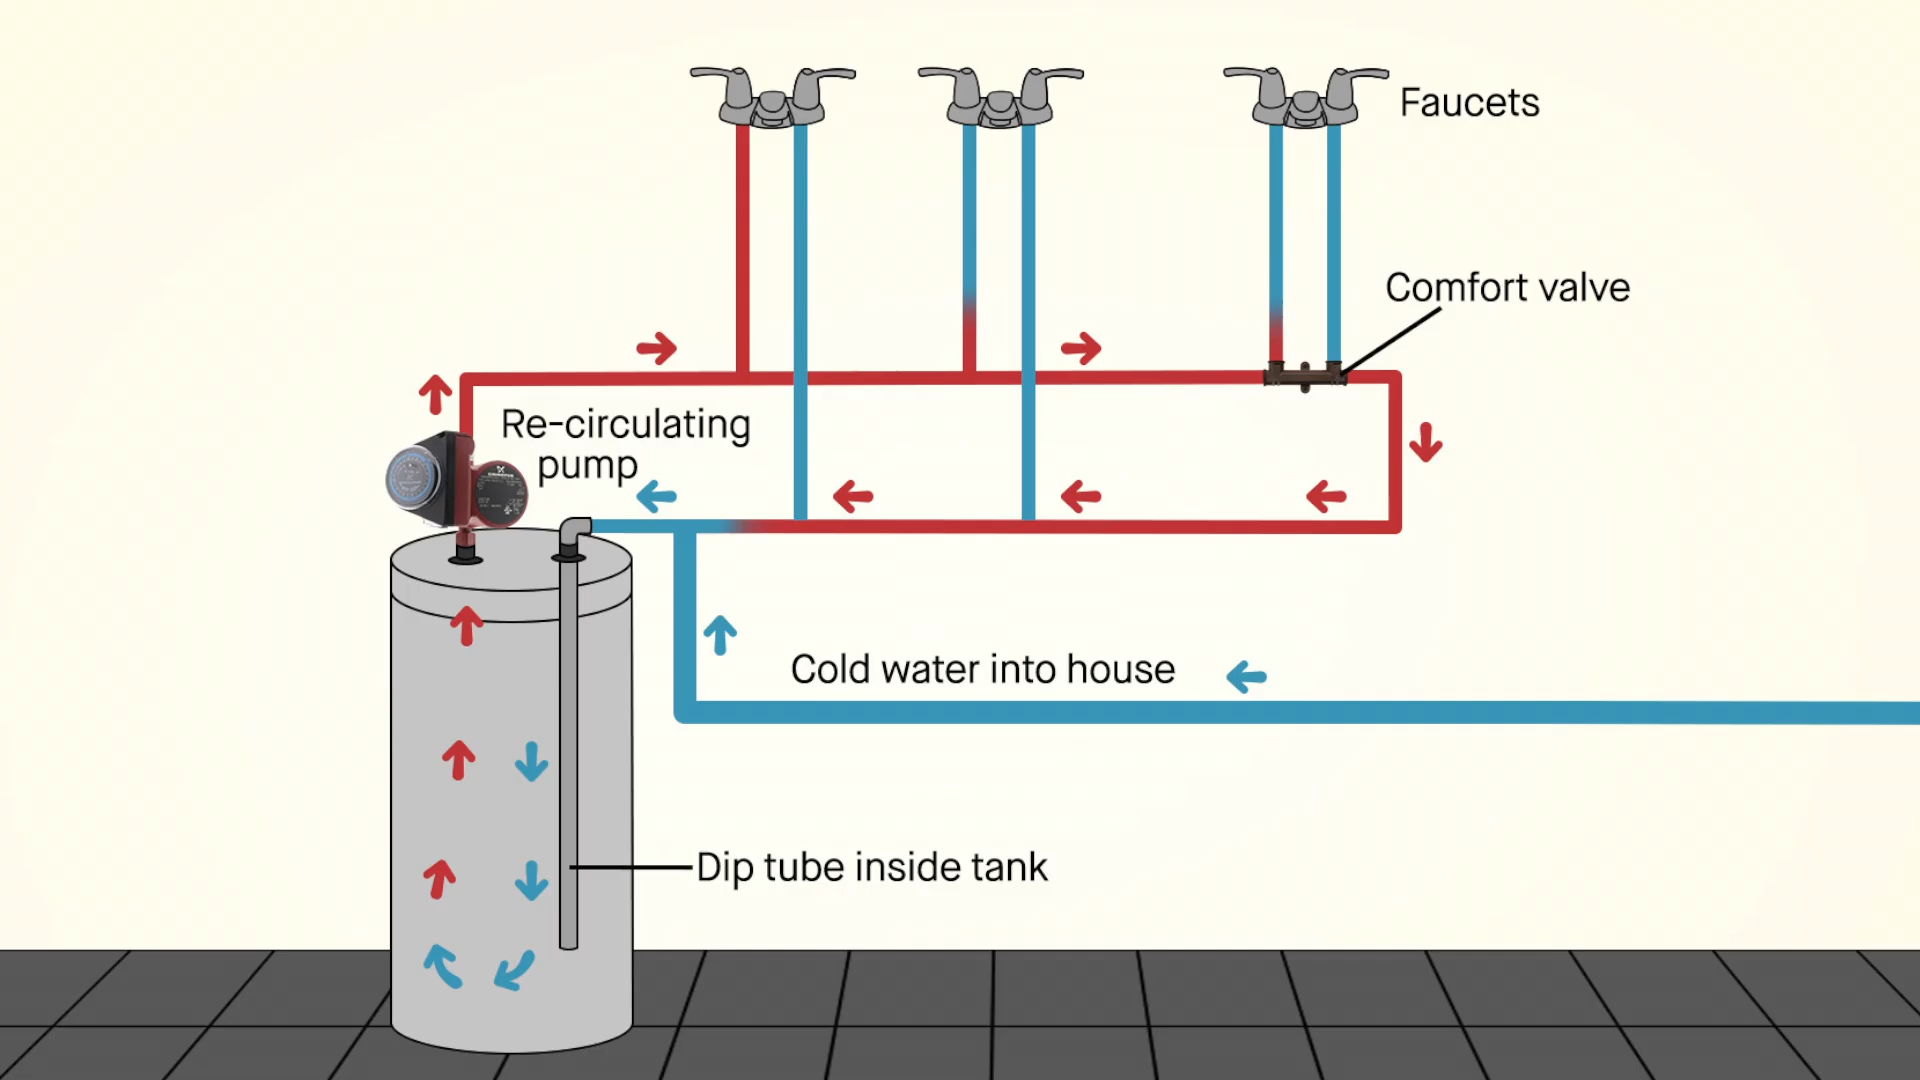 Faucets
Comfort valve
Re-circulating
pump
Cold water into house
Dip tube inside tank